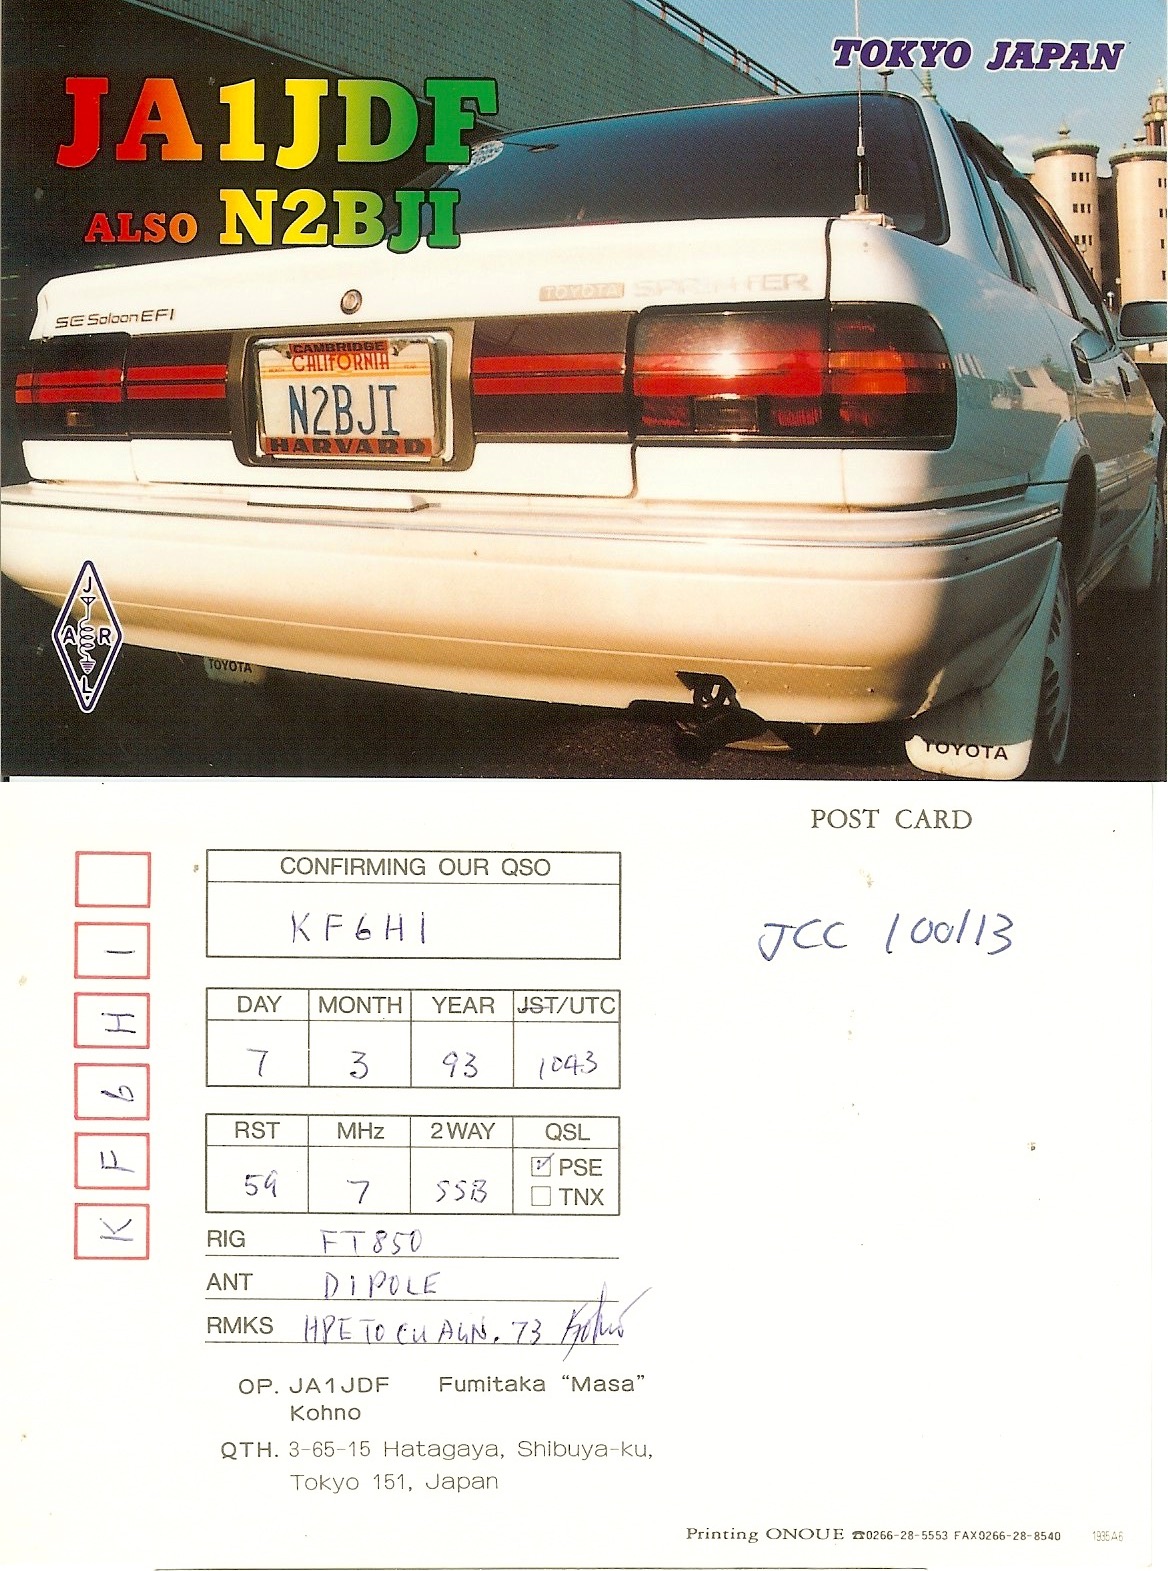 TOKYO JAPAN
JA1JDF
ALSO N2BJI
TOYOTA SPRINTER
SE Saloon EFI
CAMBRIDGE
CALIFORNIA
N2BJI
HARVARD
J
A R
L
TOYOTA
TOYOTA
POST CARD
CONFIRMING OUR QSO
KF6HI
JCC 100113
DAY MONTH YEAR JST/UTC
7 3 93 1043
RST MHz 2WAY QSL
59 7 SSB PSE
TNX
KF6HI
RIG FT850
ANT DIPOLE
RMKS HPE TO CU AGN. 73 Kohno
OP. JA1JDF Fumitaka “Masa”
Kohno
QTH. 3-65-15 Hatagaya, Shibuya-ku,
Tokyo 151, Japan
Printing ONOUE ☎0266-28-5553 FAX0266-28-8540